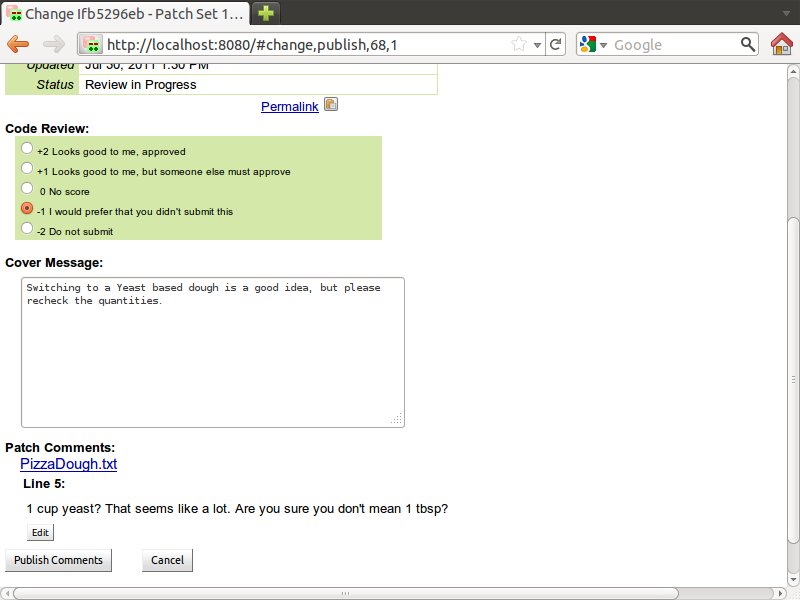 Change Ifb5296eb - Patch Set 1...
http://localhost:8080/#change,publish,68,1
Google
Updated Jul 30, 2011 1:30 PM
Status Review in Progress
Permalink
Code Review:
+2 Looks good to me, approved
+1 Looks good to me, but someone else must approve
0 No score
-1 I would prefer that you didn't submit this
-2 Do not submit
Cover Message:
Switching to a Yeast based dough is a good idea, but please
recheck the quantities.
Patch Comments:
PizzaDough.txt
Line 5:
1 cup yeast? That seems like a lot. Are you sure you don't mean 1 tbsp?
Edit
Publish Comments Cancel